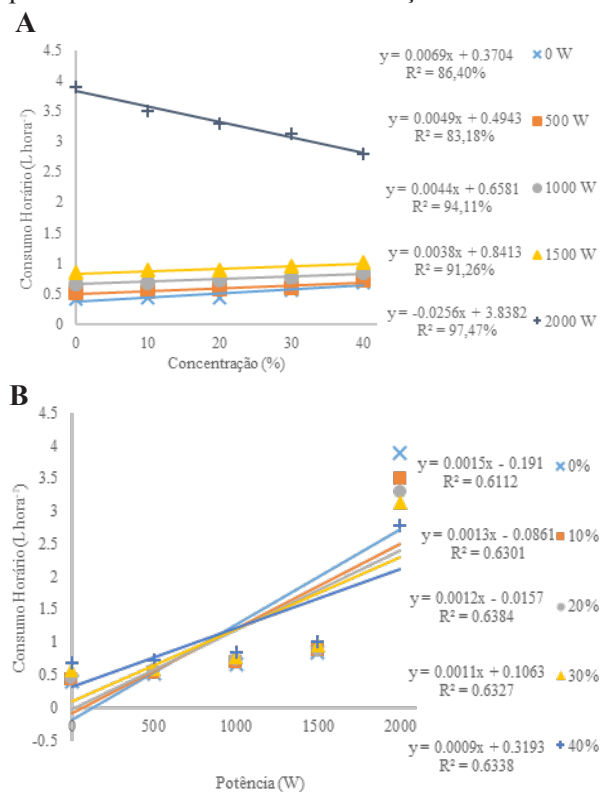 A
4.5
4
3.5
3
2.5
2
1.5
1
0.5
0
Consumo Horário (L hora⁻¹)
0 10 20 30 40
Concentração (%)
y = 0.0069x + 0.3704
R² = 86,40%
0 W
y = 0.0049x + 0.4943
R² = 83,18%
500 W
y = 0.0044x + 0.6581
R² = 94,11%
1000 W
y = 0.0038x + 0.8413
R² = 91,26%
1500 W
y = -0.0256x + 3.8382
R² = 97,47%
2000 W
B
4.5
4
3.5
3
2.5
2
1.5
1
0.5
0
-0.5
Consumo Horário (L hora⁻¹)
0 500 1000 1500 2000
Potência (W)
y = 0.0015x - 0.191
R² = 0.6112
0%
y = 0.0013x - 0.0861
R² = 0.6301
10%
y = 0.0012x - 0.0157
R² = 0.6384
20%
y = 0.0011x + 0.1063
R² = 0.6327
30%
y = 0.0009x + 0.3193
R² = 0.6338
40%